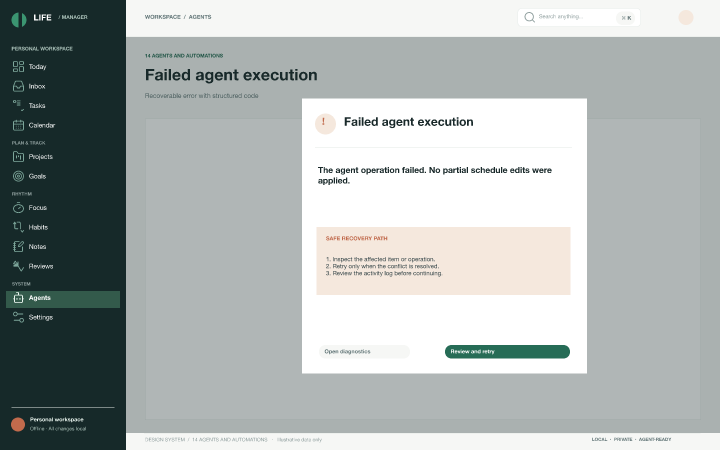 LIFE / MANAGER
PERSONAL WORKSPACE
Today
Inbox
Tasks
Calendar
PLAN & TRACK
Projects
Goals
RHYTHM
Focus
Habits
Notes
Reviews
SYSTEM
Agents
Settings
Personal workspace
Offline · All changes local
WORKSPACE / AGENTS
Search anything...
⌘ K
14 AGENTS AND AUTOMATIONS
Failed agent execution
Recoverable error with structured code
! Failed agent execution
The agent operation failed. No partial schedule edits were
applied.
SAFE RECOVERY PATH
1. Inspect the affected item or operation.
2. Retry only when the conflict is resolved.
3. Review the activity log before continuing.
Open diagnostics
Review and retry
DESIGN SYSTEM / 14 AGENTS AND AUTOMATIONS · Illustrative data only
LOCAL · PRIVATE · AGENT-READY